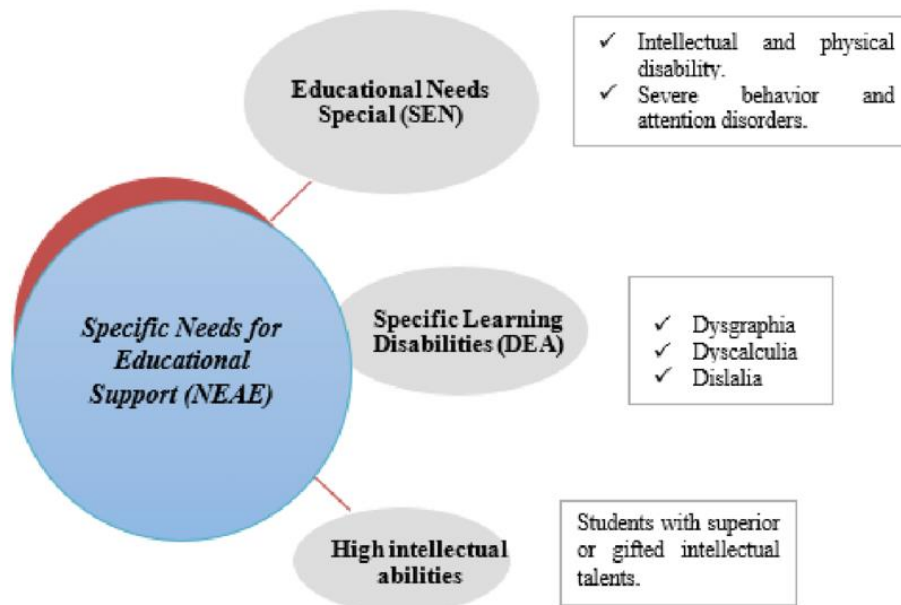 Educational Needs
Special (SEN)
✓ Intellectual and physical
disability.
✓ Severe behavior and
attention disorders.
Specific Needs for
Educational
Support (NEAE)
Specific Learning
Disabilities (DEA)
✓ Dysgraphia
✓ Dyscalculia
✓ Dislalia
High intellectual
abilities
Students with superior
or gifted intellectual
talents.